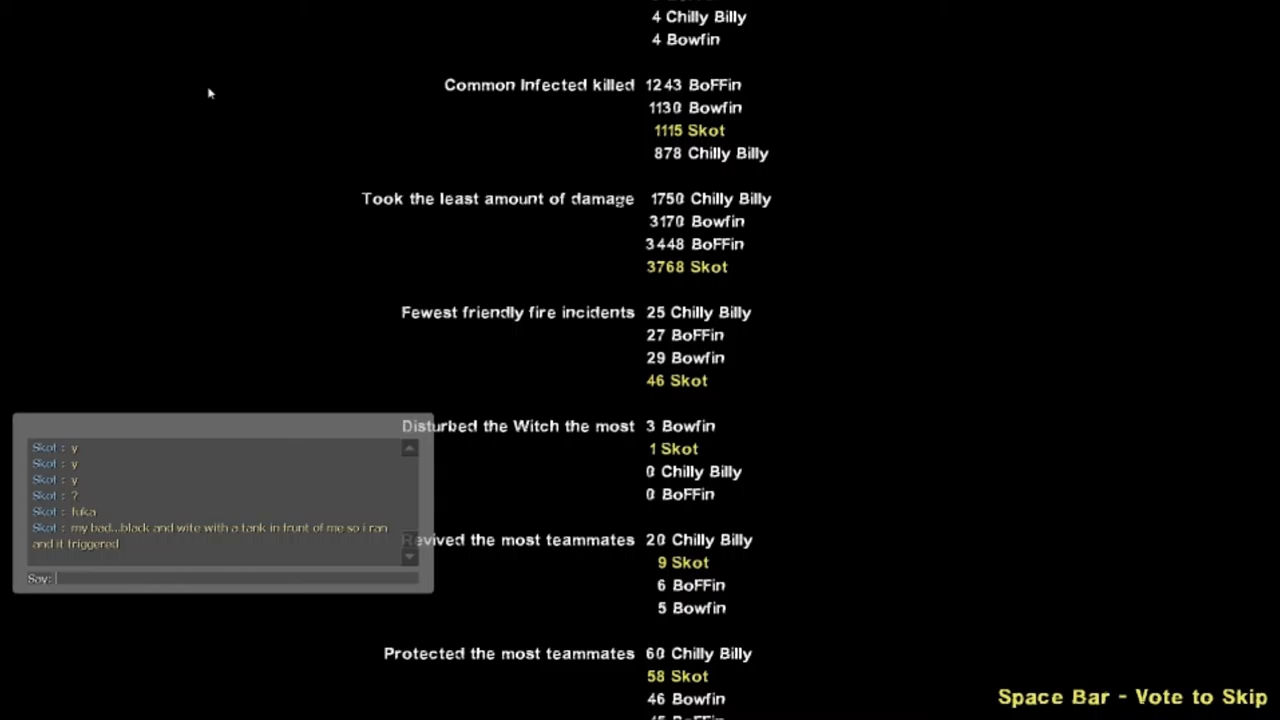 4 Chilly Billy
4 Bowfin
Common Infected killed 1243 BoFFin
1130 Bowfin
1115 Skot
878 Chilly Billy
Took the least amount of damage 1750 Chilly Billy
3170 Bowfin
3448 BoFFin
3768 Skot
Fewest friendly fire incidents 25 Chilly Billy
27 BoFFin
29 Bowfin
46 Skot
Disturbed the Witch the most 3 Bowfin
1 Skot
0 Chilly Billy
0 BoFFin
Revived the most teammates 20 Chilly Billy
9 Skot
6 BoFFin
5 Bowfin
Protected the most teammates 60 Chilly Billy
58 Skot
46 Bowfin
Skot : y
Skot : y
Skot : y
Skot : ?
Skot : fuka
Skot : my bad...black and wite with a tank in frunt of me so i ran
and it triggered
Say:
Space Bar - Vote to Skip